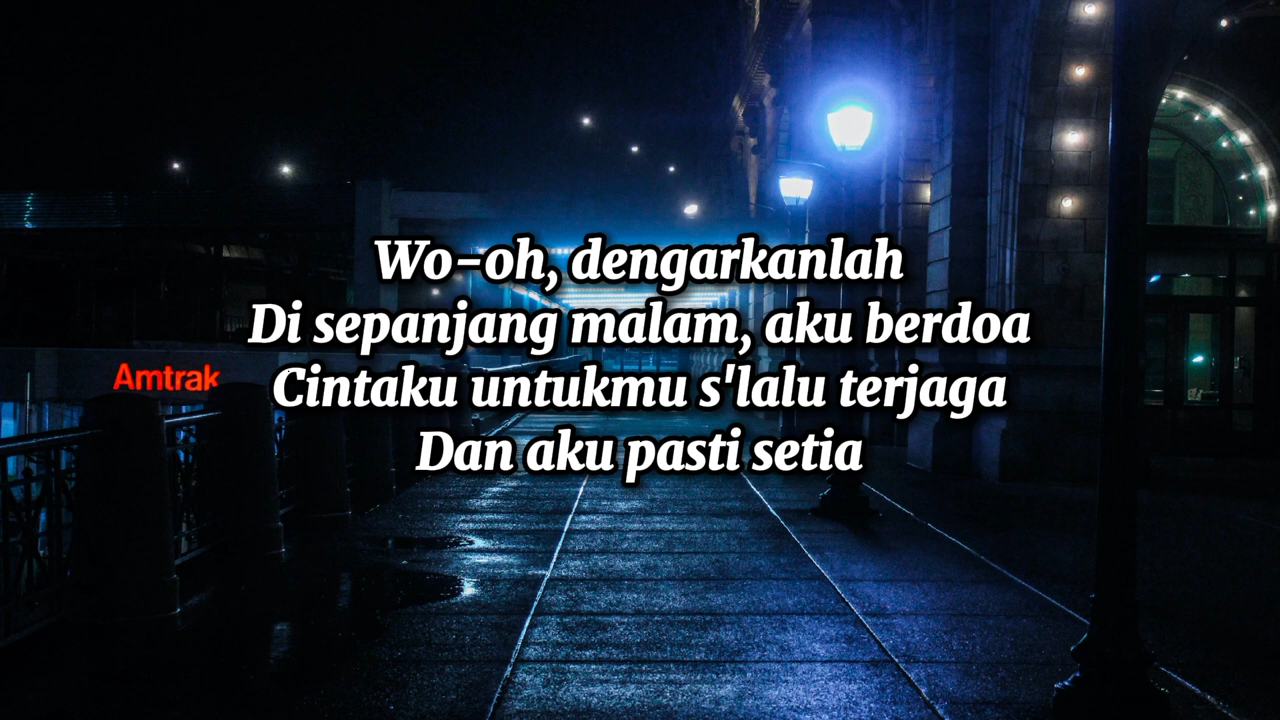 Wo-oh, dengarkanlah
Di sepanjang malam, aku berdoa
Cintaku untukmu s'lalu terjaga
Dan aku pasti setia
Amtrak